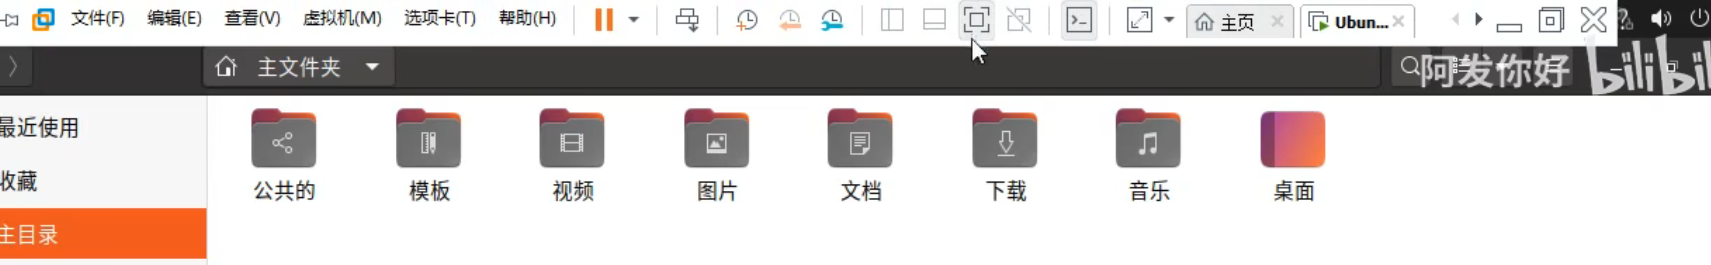 文件(F) 编辑(E) 查看(V) 虚拟机(M) 选项卡(T) 帮助(H) 主页 Ubun...
主文件夹 阿发你好 bilibil
最近使用
收藏
主目录
公共的 模板 视频 图片 文档 下载 音乐 桌面